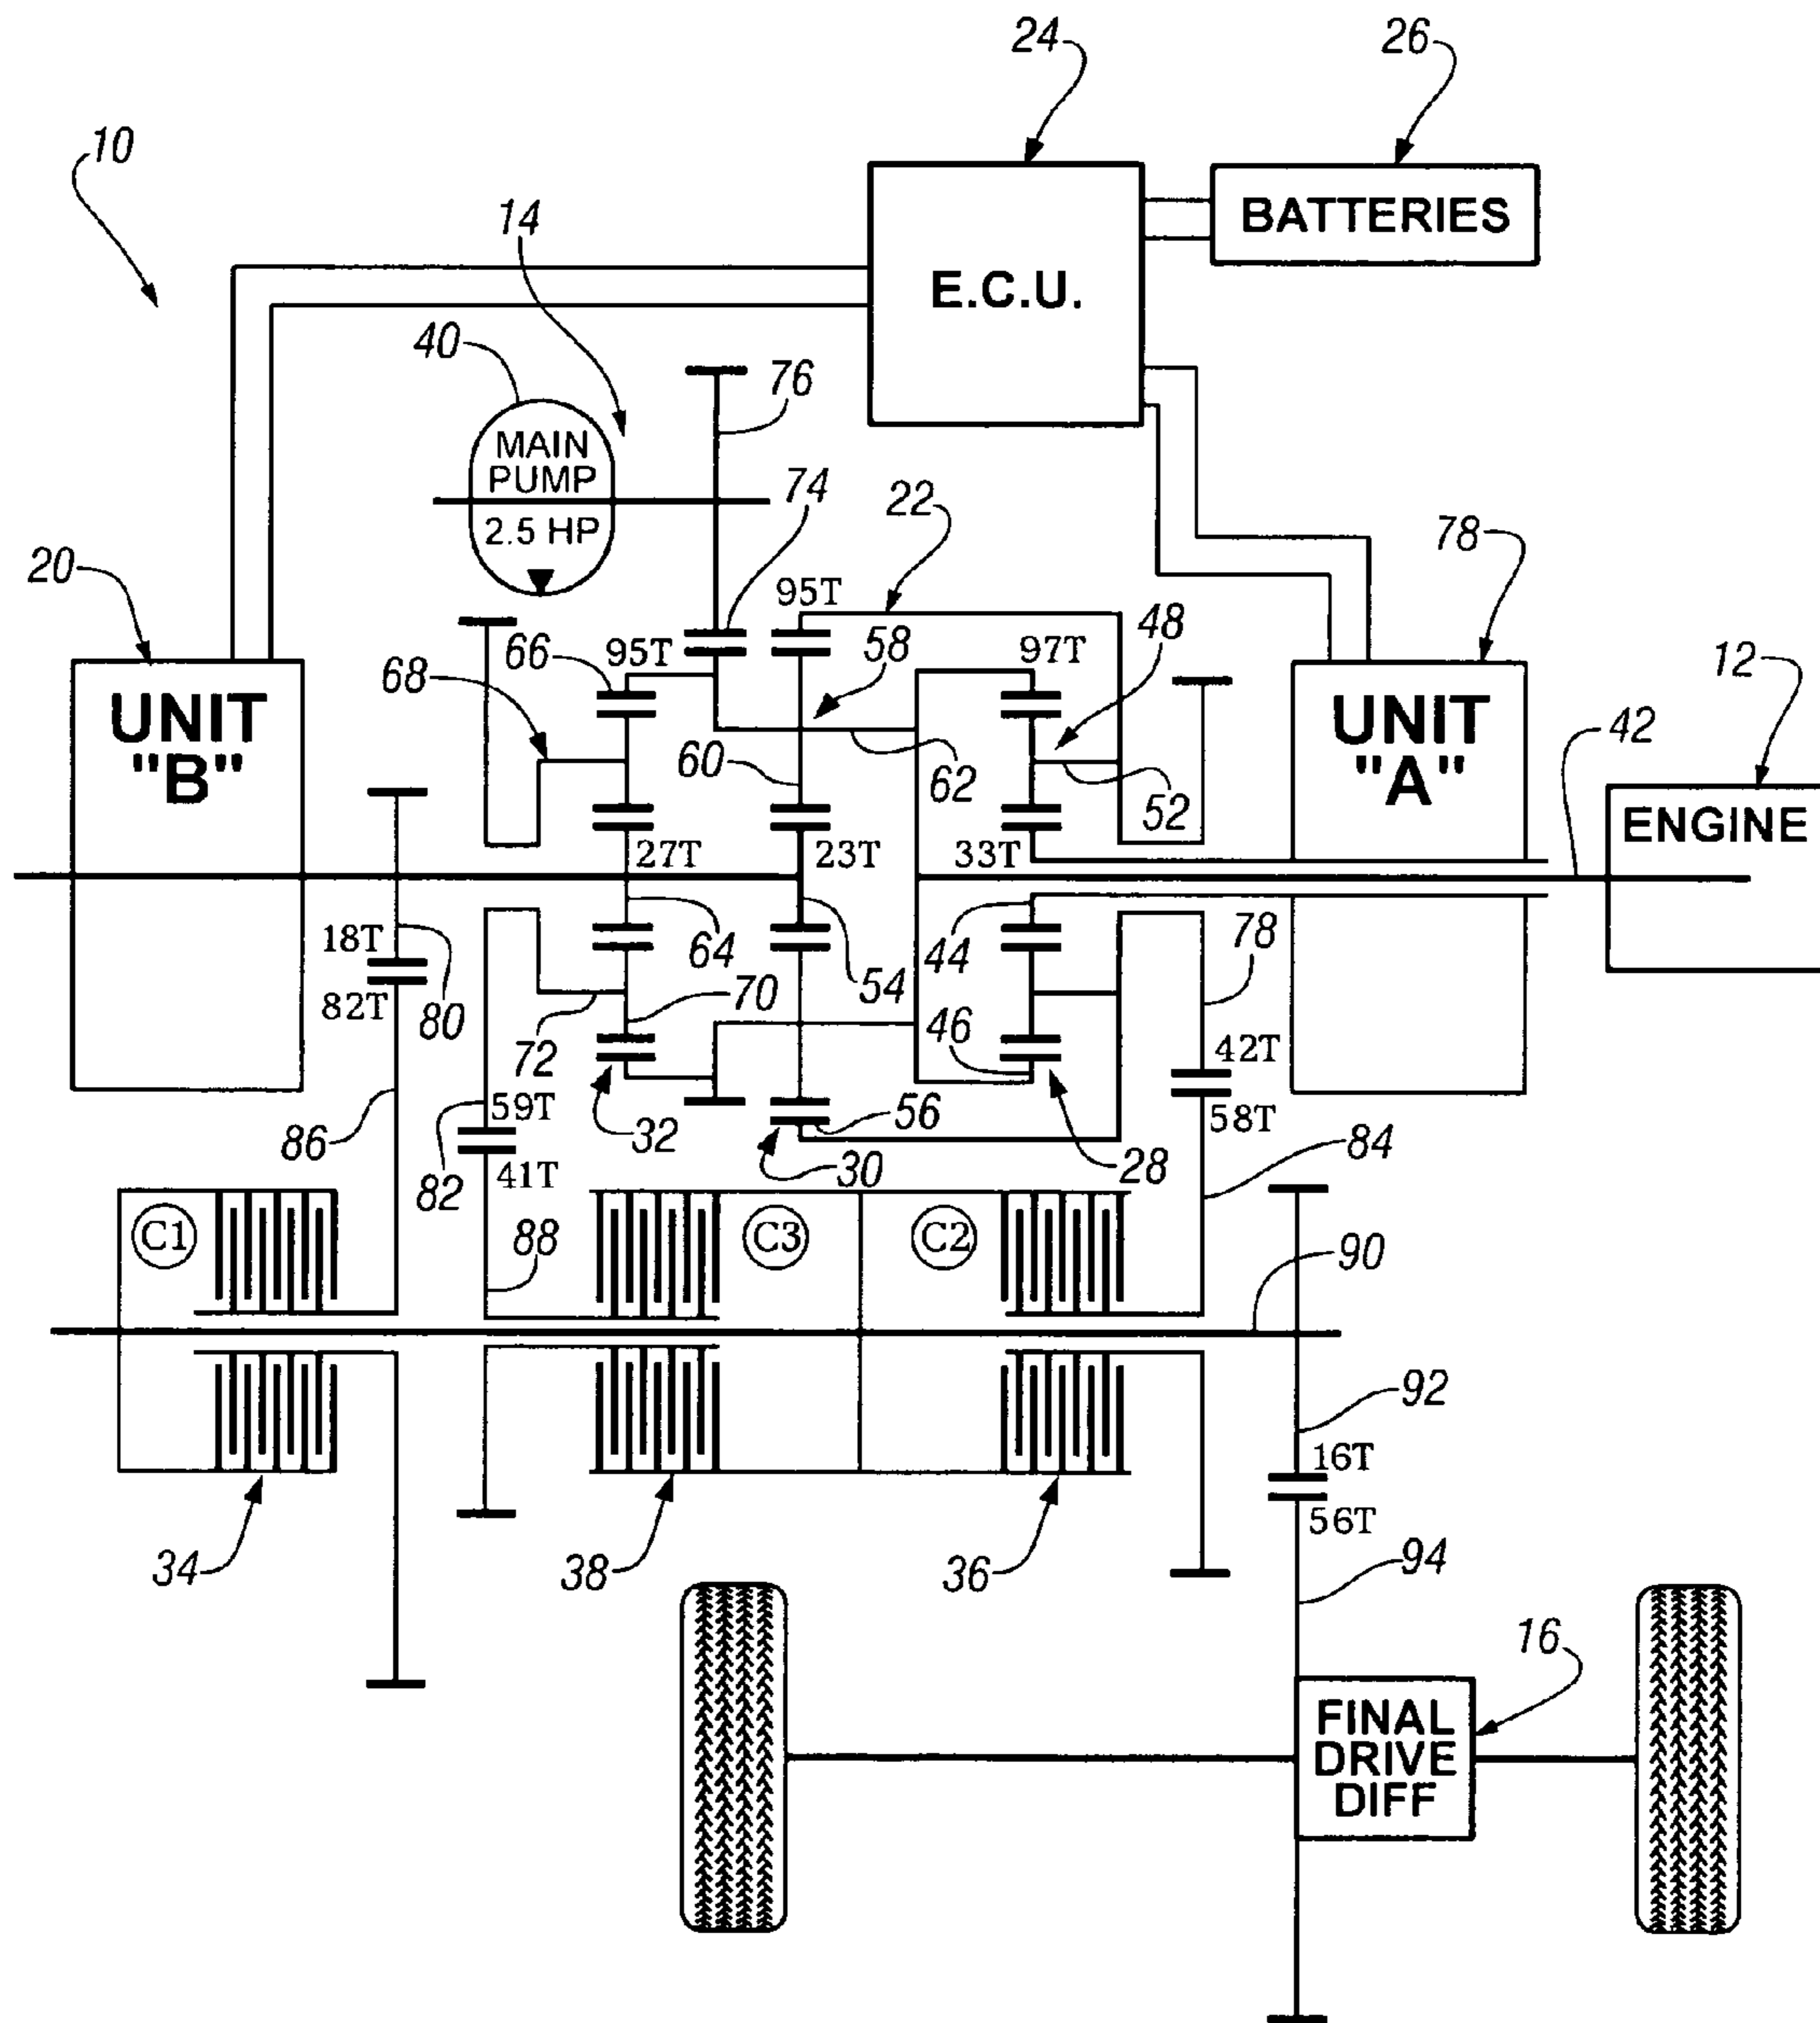 24
26
10
14
E.C.U.
BATTERIES
40
76
MAIN
PUMP
2.5 HP
74
22
78
20
95T
66
95T
58
97T
48
12
68
UNIT
"B"
UNIT
"A"
42
60
62
52
ENGINE
27T
23T
33T
18T
82T
80
64
54
44
78
70
46
72
42T
58T
86
59T
32
56
82
41T
30
28
84
C1
88
C3
C2
90
92
16T
56T
34
38
36
94
16
FINAL
DRIVE
DIFF